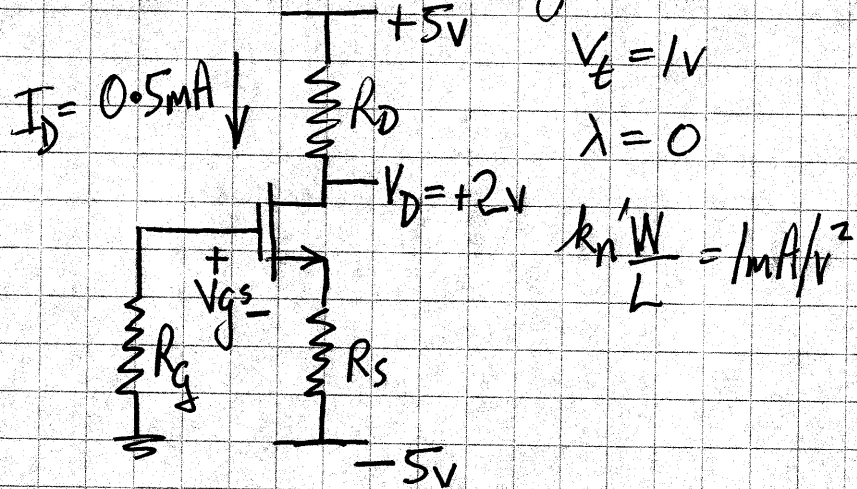 +5V
V_t = 1V
I_D = 0.5mA
R_D
λ = 0
V_D = +2V
k_n' W/L = 1mA/V²
+
Vgs
-
R_g
R_s
-5V